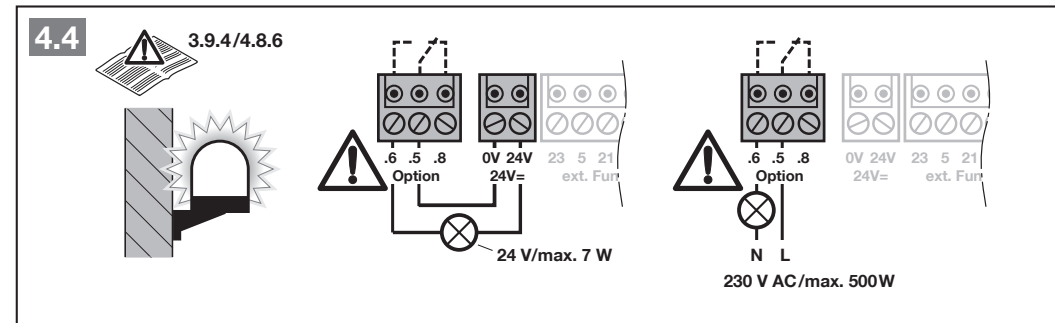 4.4
3.9.4/4.8.6
.6 .5 .8
Option
0V 24V
24V=
23 5 21
ext. Fun
24 V/max. 7 W
.6 .5 .8
Option
0V 24V
24V=
23 5 21
ext. Fun
N L
230 V AC/max. 500W